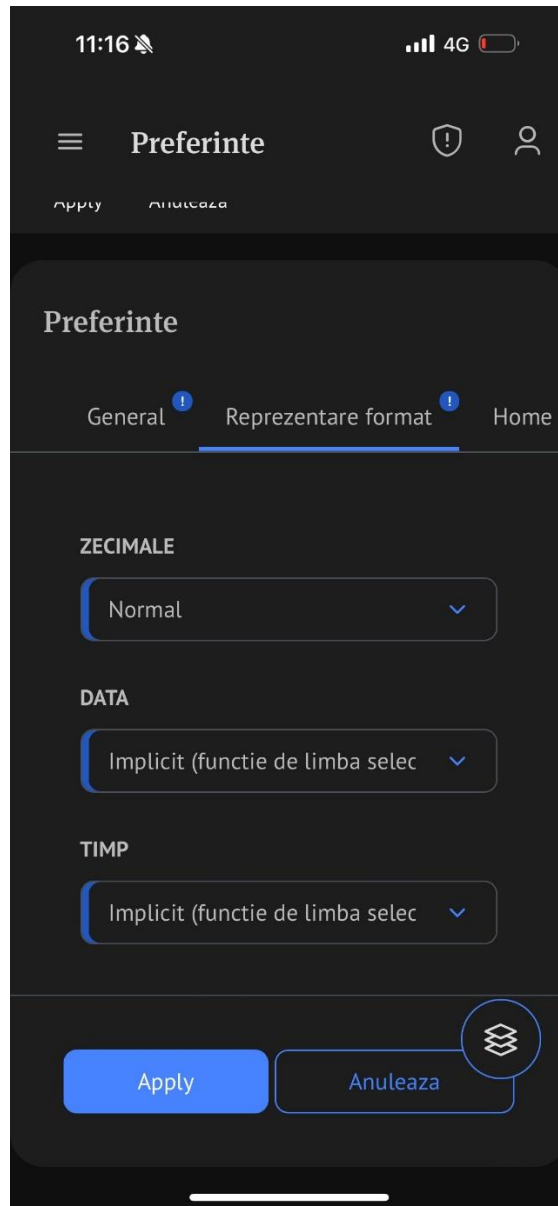 11:16
4G
Preferinte
Apply Anuleaza
Preferinte
General ! Reprezentare format ! Home
ZECIMALE
Normal
DATA
Implicit (functie de limba selec
TIMP
Implicit (functie de limba selec
Apply
Anuleaza